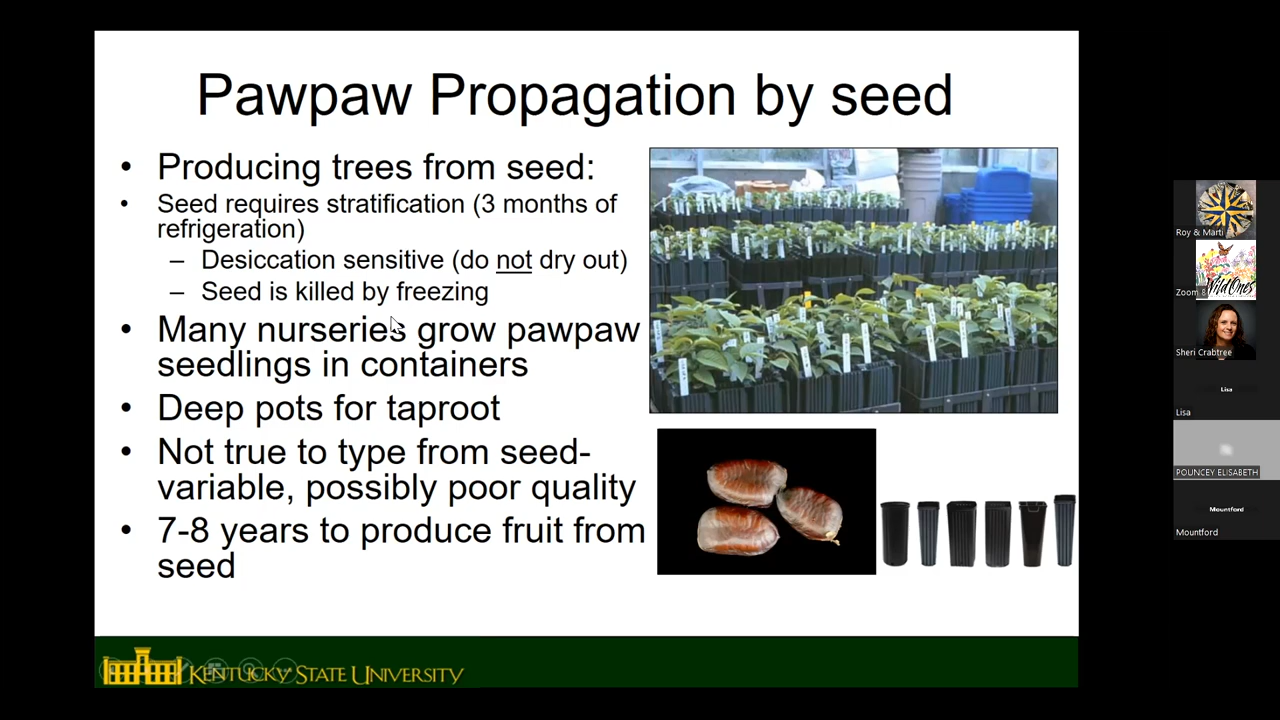 Pawpaw Propagation by seed
• Producing trees from seed:
• Seed requires stratification (3 months of
refrigeration)
– Desiccation sensitive (do not dry out)
– Seed is killed by freezing
• Many nurseries grow pawpaw
seedlings in containers
• Deep pots for taproot
• Not true to type from seed-
variable, possibly poor quality
• 7-8 years to produce fruit from
seed
KENTUCKY STATE UNIVERSITY
Roy & Marti
WildOnes
Zoom 8
Sheri Crabtree
Lisa
Lisa
POUNCEY ELISABETH
Mountford
Mountford